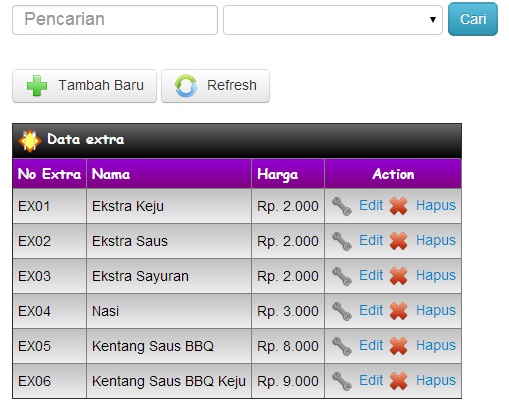 Pencarian Cari
Tambah Baru Refresh
Data extra
No Extra Nama Harga Action
EX01 Ekstra Keju Rp. 2.000 Edit Hapus
EX02 Ekstra Saus Rp. 2.000 Edit Hapus
EX03 Ekstra Sayuran Rp. 2.000 Edit Hapus
EX04 Nasi Rp. 3.000 Edit Hapus
EX05 Kentang Saus BBQ Rp. 8.000 Edit Hapus
EX06 Kentang Saus BBQ Keju Rp. 9.000 Edit Hapus